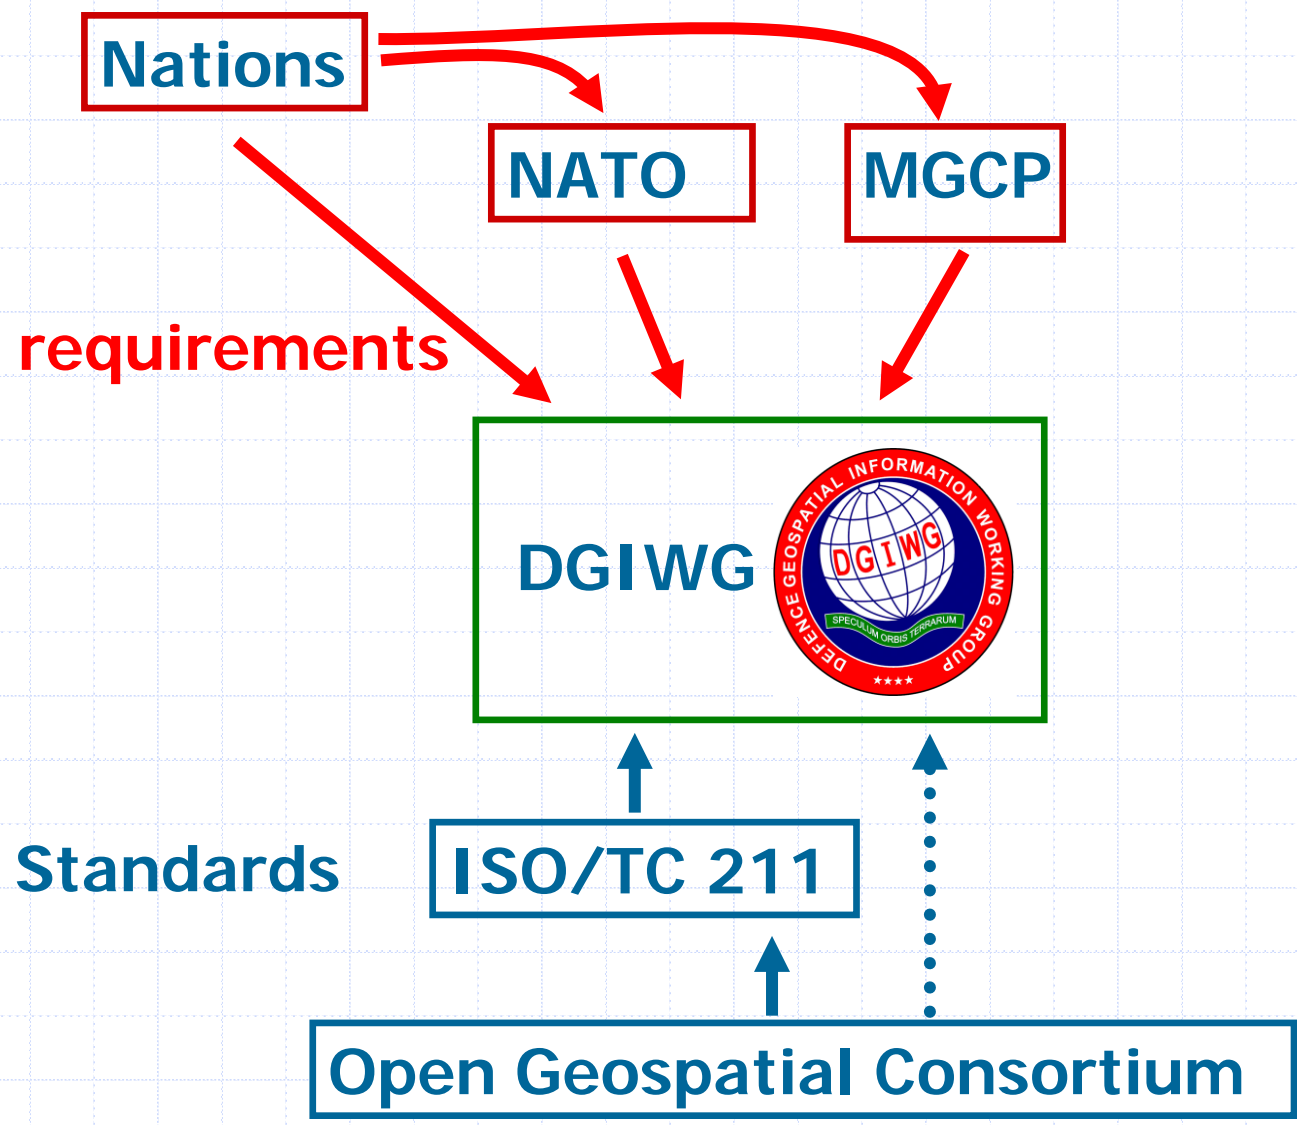 Nations
NATO
MGCP
requirements
DGIWG
DEFENCE GEOSPATIAL INFORMATION WORKING GROUP
DGIWG
SPECULUM ORBIS TERRARUM
Standards
ISO/TC 211
Open Geospatial Consortium